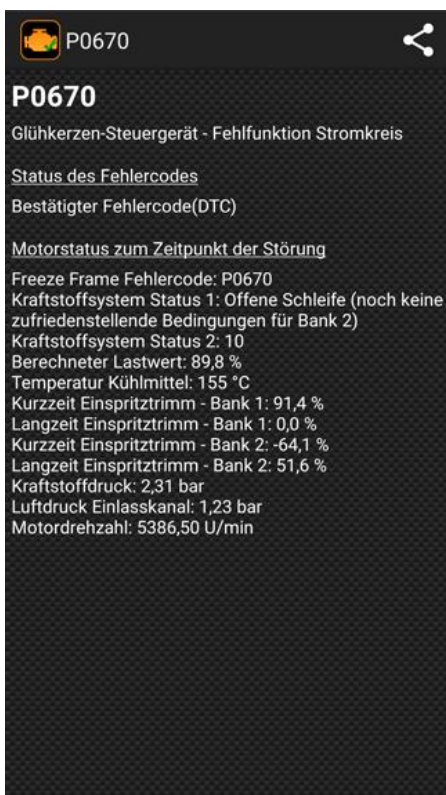 P0670
P0670
Glühkerzen-Steuergerät - Fehlfunktion Stromkreis
Status des Fehlercodes
Bestätigter Fehlercode(DTC)
Motorstatus zum Zeitpunkt der Störung
Freeze Frame Fehlercode: P0670
Kraftstoffsystem Status 1: Offene Schleife (noch keine
zufriedenstellende Bedingungen für Bank 2)
Kraftstoffsystem Status 2: 10
Berechneter Lastwert: 89,8 %
Temperatur Kühlmittel: 155 °C
Kurzzeit Einspritztrimm - Bank 1: 91,4 %
Langzeit Einspritztrimm - Bank 1: 0,0 %
Kurzzeit Einspritztrimm - Bank 2: -64,1 %
Langzeit Einspritztrimm - Bank 2: 51,6 %
Kraftstoffdruck: 2,31 bar
Luftdruck Einlasskanal: 1,23 bar
Motordrehzahl: 5386,50 U/min